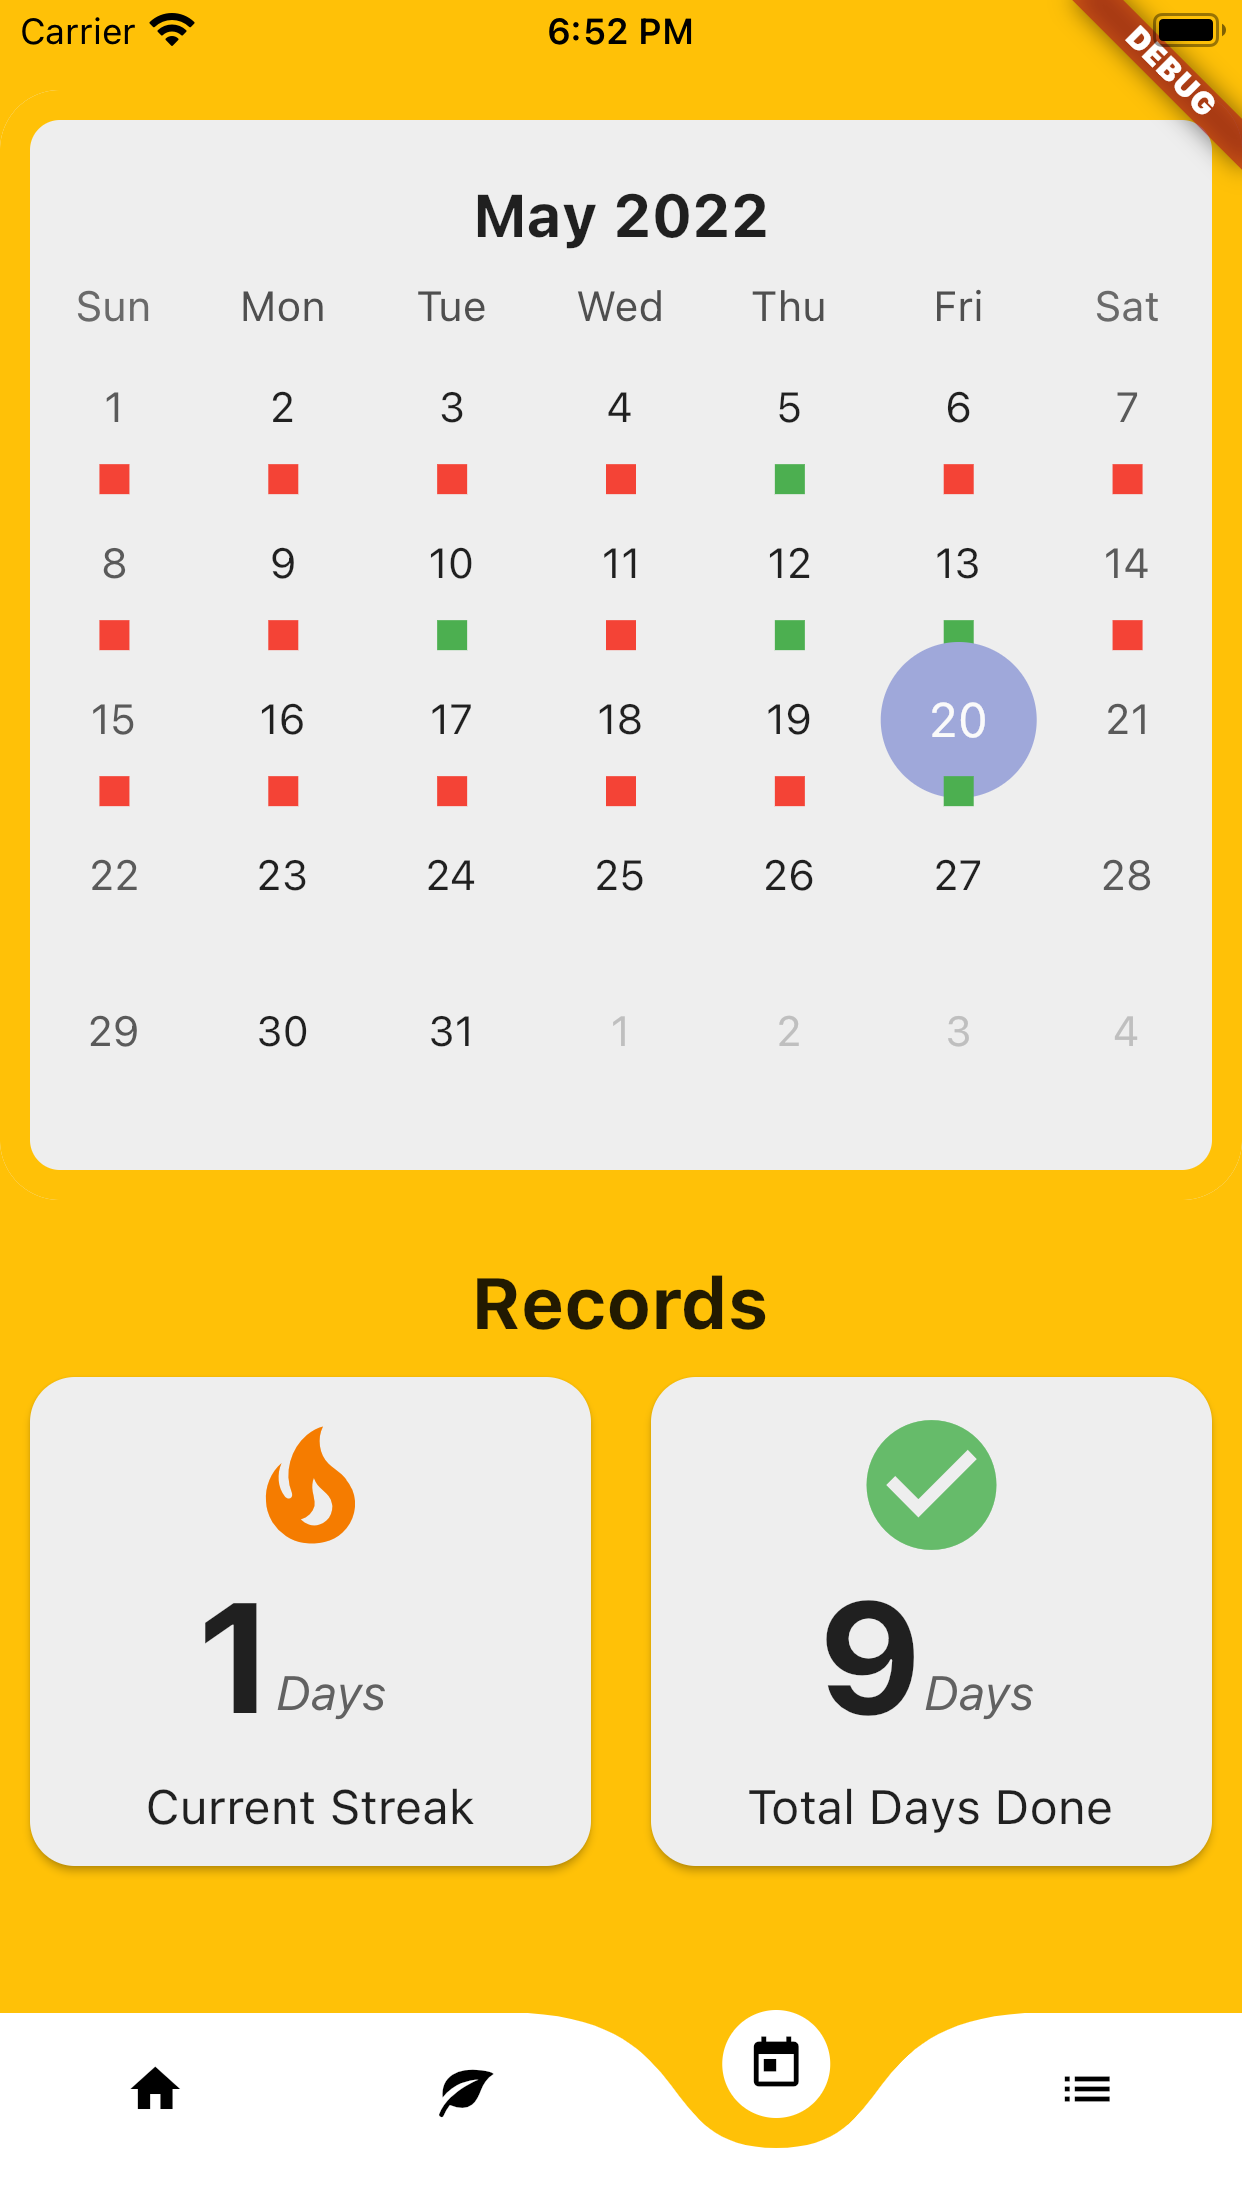 Carrier 6:52 PM
DEBUG
May 2022
Sun Mon Tue Wed Thu Fri Sat
1 2 3 4 5 6 7
8 9 10 11 12 13 14
15 16 17 18 19 20 21
22 23 24 25 26 27 28
29 30 31 1 2 3 4
Records
1 Days
Current Streak
9 Days
Total Days Done